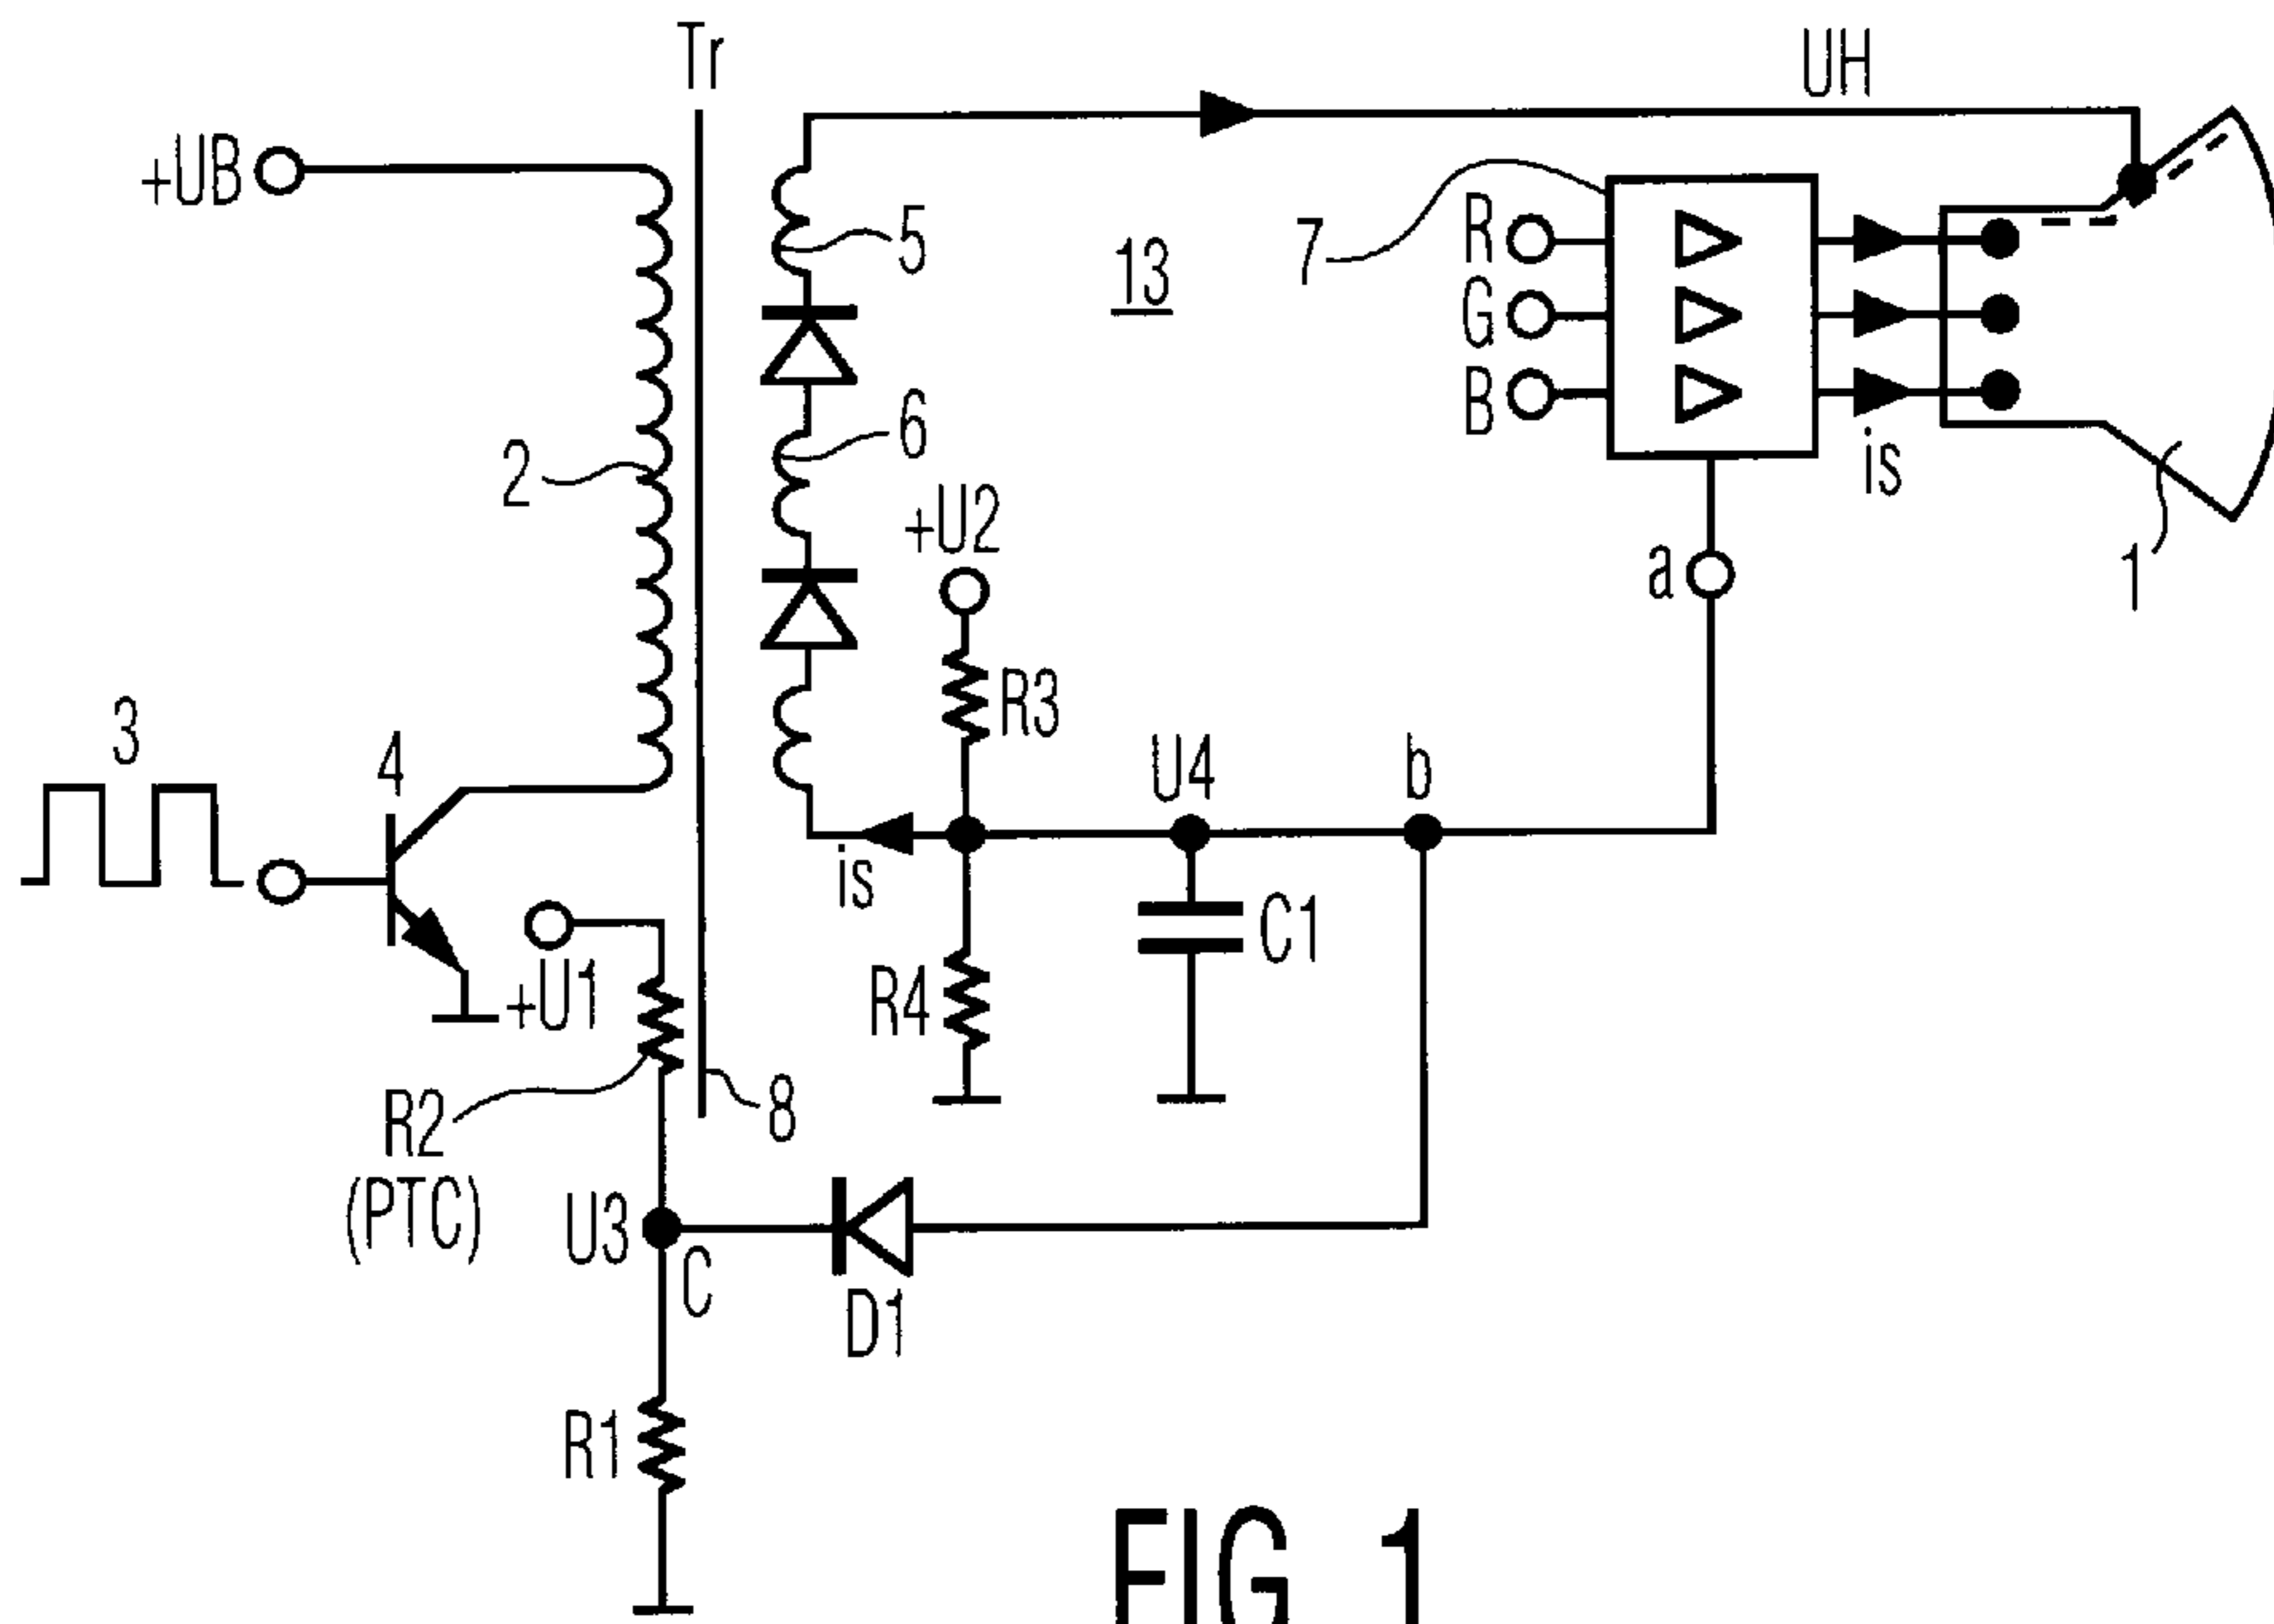 Tr
UH
+UB
5
13
7
R
G
B
6
2
is
+U2
a
1
R3
3
4
U4
b
is
C1
+U1
R4
R2
(PTC)
8
U3
C
D1
R1
FIG 1